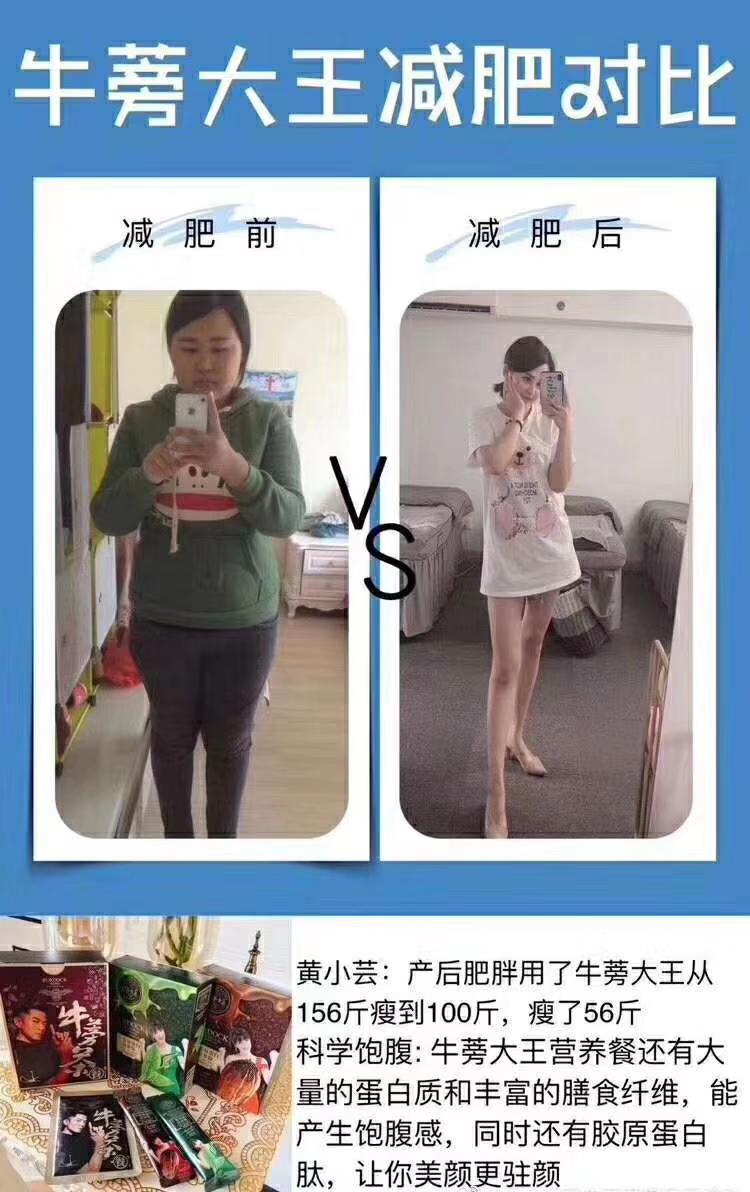 牛蒡大王减肥对比
减肥前
减肥后
VS
黄小芸：产后肥胖用了牛蒡大王从
156斤瘦到100斤，瘦了56斤
科学饱腹：牛蒡大王营养餐还有大
量的蛋白质和丰富的膳食纤维，能
产生饱腹感，同时还有胶原蛋白
肽，让你美颜更驻颜